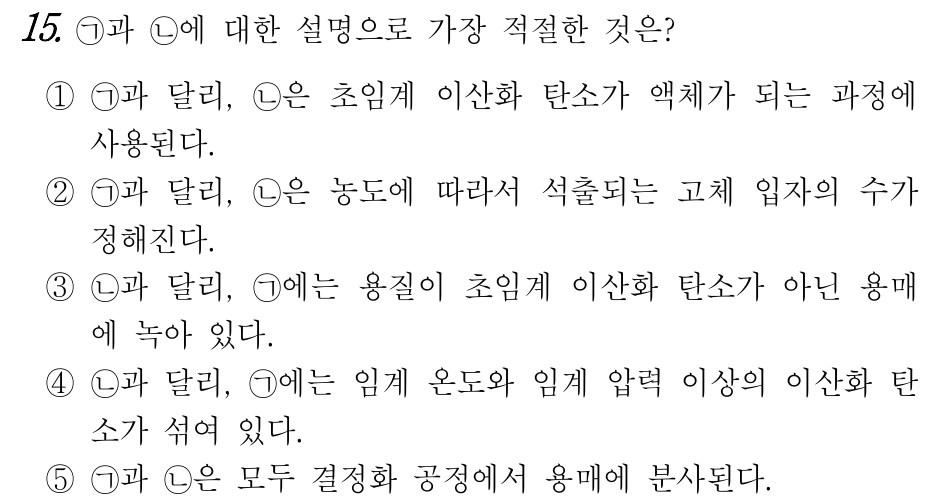 15. ㉠과 ㉡에 대한 설명으로 가장 적절한 것은?
① ㉠과 달리, ㉡은 초임계 이산화 탄소가 액체가 되는 과정에
사용된다.
② ㉠과 달리, ㉡은 농도에 따라서 석출되는 고체 입자의 수가
정해진다.
③ ㉡과 달리, ㉠에는 용질이 초임계 이산화 탄소가 아닌 용매
에 녹아 있다.
④ ㉡과 달리, ㉠에는 임계 온도와 임계 압력 이상의 이산화 탄
소가 섞여 있다.
⑤ ㉠과 ㉡은 모두 결정화 공정에서 용매에 분사된다.